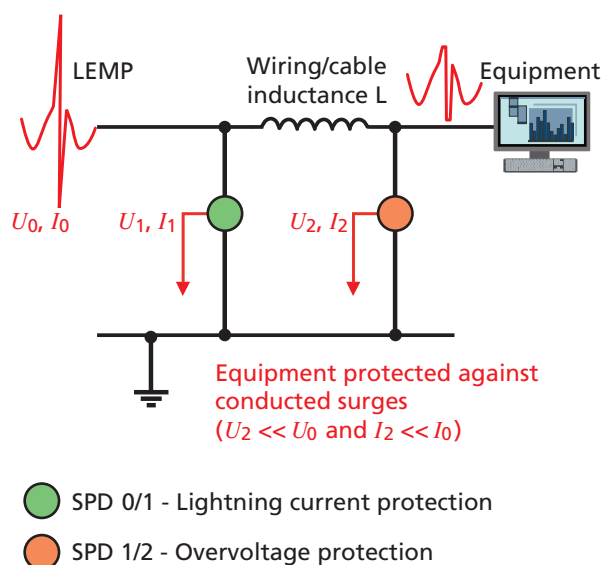 LEMP
Wiring/cable
inductance L
Equipment
U0, I0
U1, I1
U2, I2
Equipment protected against
conducted surges
(U2 << U0 and I2 << I0)
SPD 0/1 - Lightning current protection
SPD 1/2 - Overvoltage protection